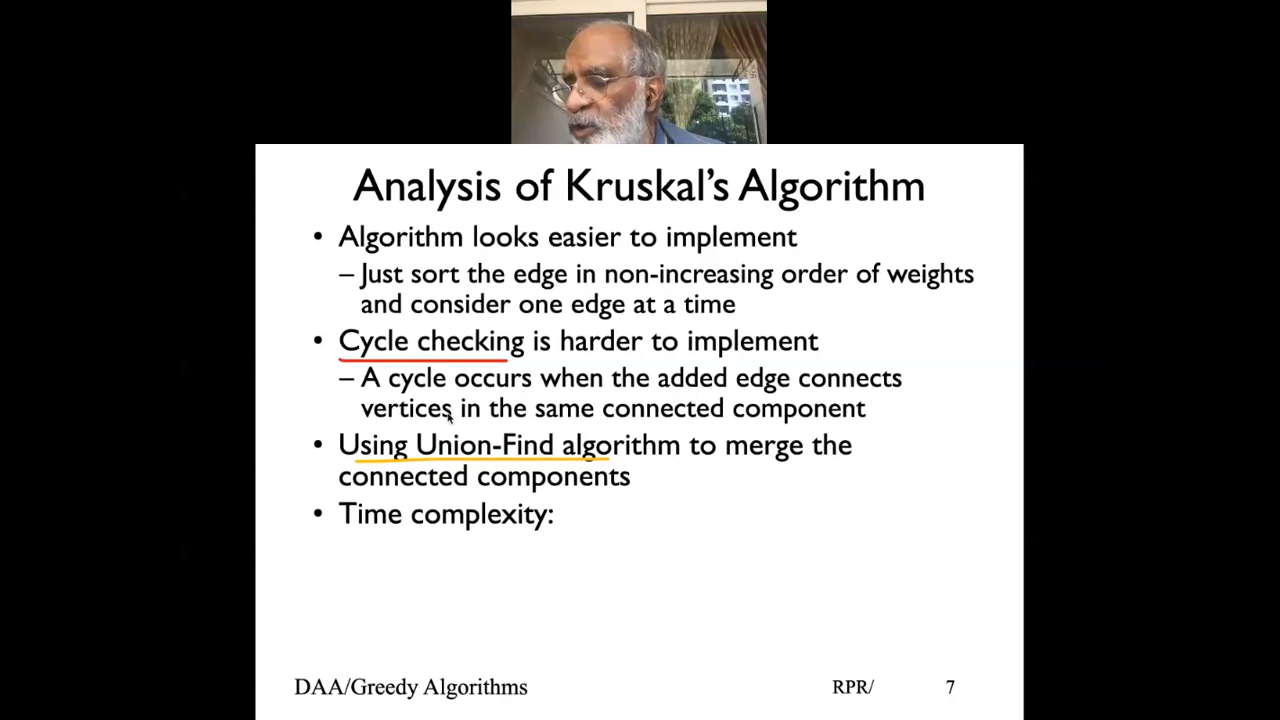 Analysis of Kruskal's Algorithm
• Algorithm looks easier to implement
– Just sort the edge in non-increasing order of weights
and consider one edge at a time
• Cycle checking is harder to implement
– A cycle occurs when the added edge connects
vertices in the same connected component
• Using Union-Find algorithm to merge the
connected components
• Time complexity:
DAA/Greedy Algorithms
RPR/
7